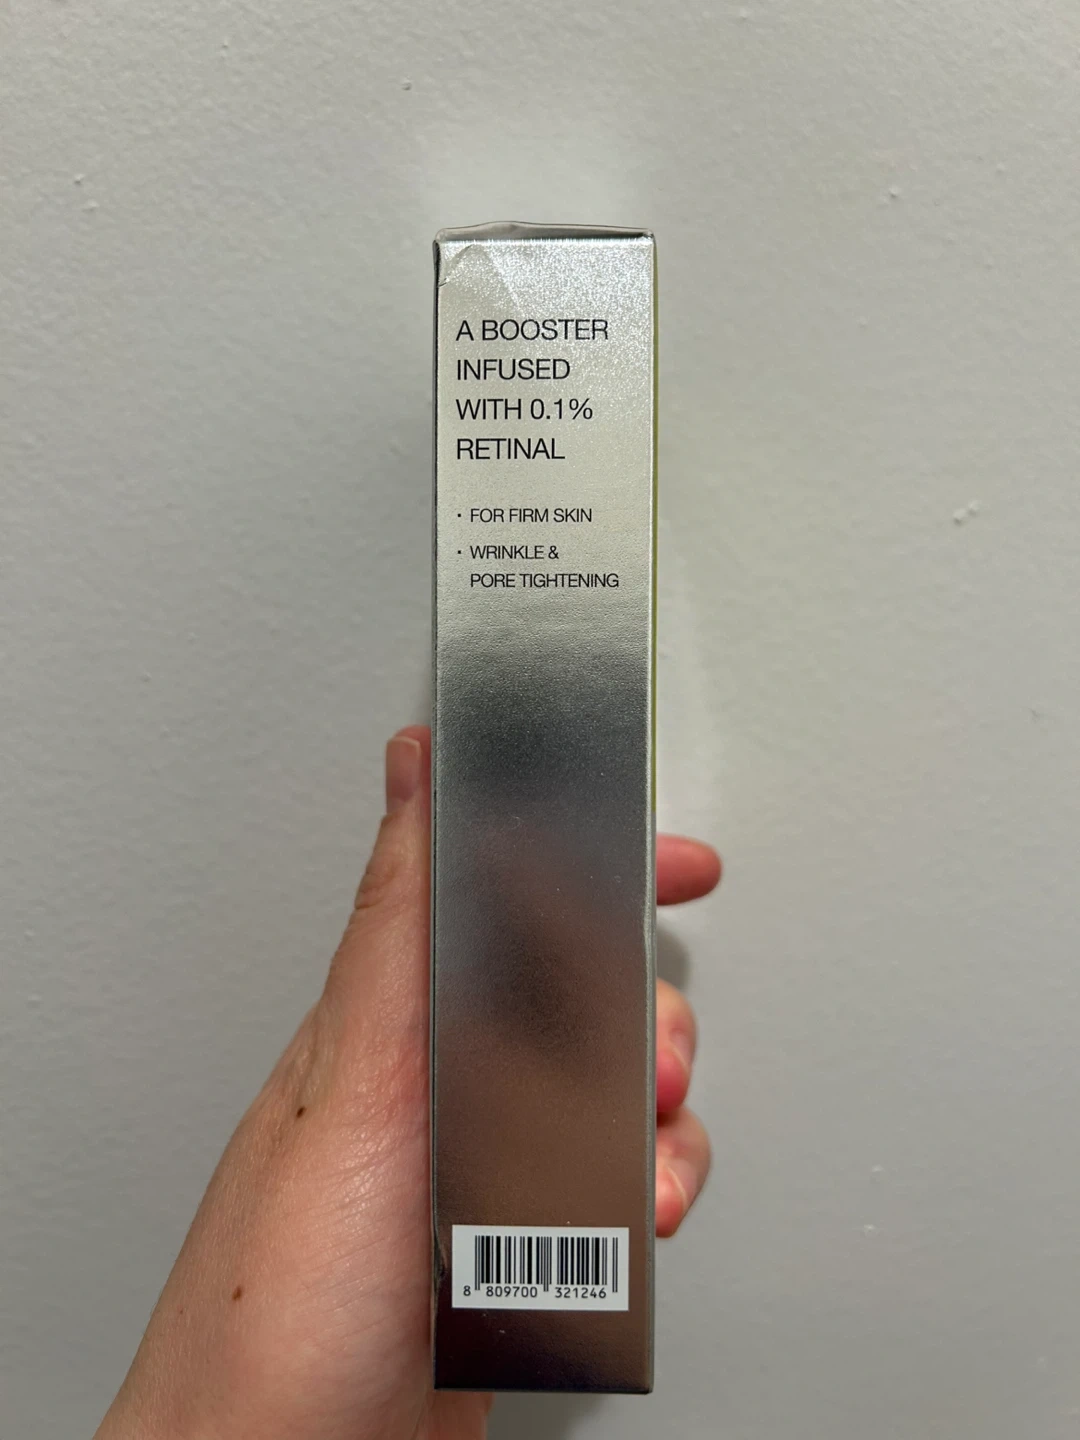 A BOOSTER
INFUSED
WITH 0.1%
RETINAL
· FOR FIRM SKIN
· WRINKLE &
PORE TIGHTENING
8 809700 321246